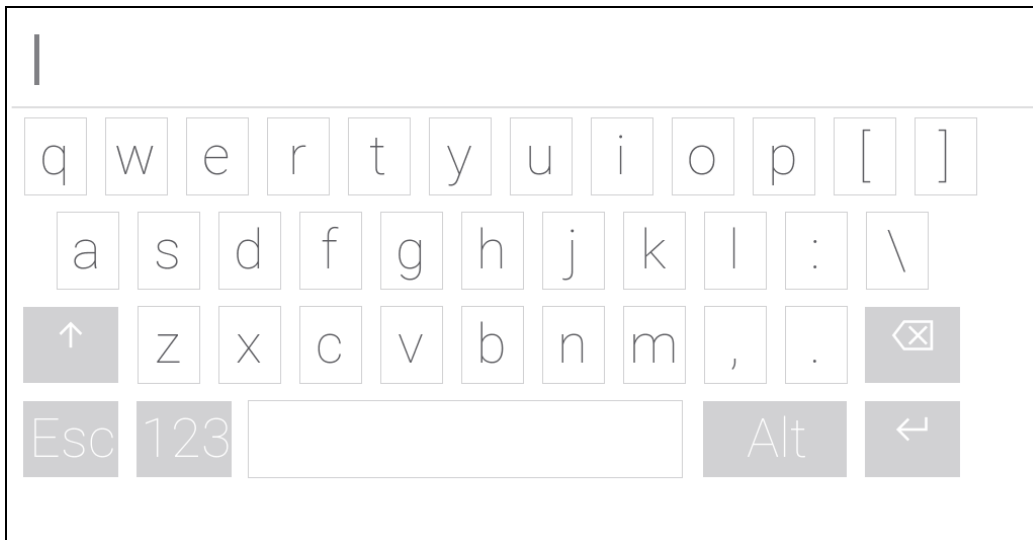 q w e r t y u i o p [ ]
a s d f g h j k l : \
↑ z x c v b n m , . ⌫
Esc 123 Alt ↵